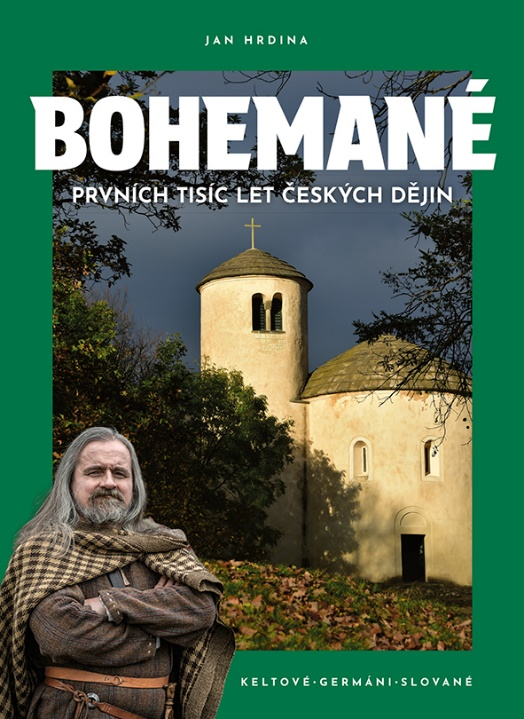 JAN HRDINA
BOHEMANÉ
PRVNÍCH TISÍC LET ČESKÝCH DĚJIN
KELTOVÉ·GERMÁNI·SLOVANÉ